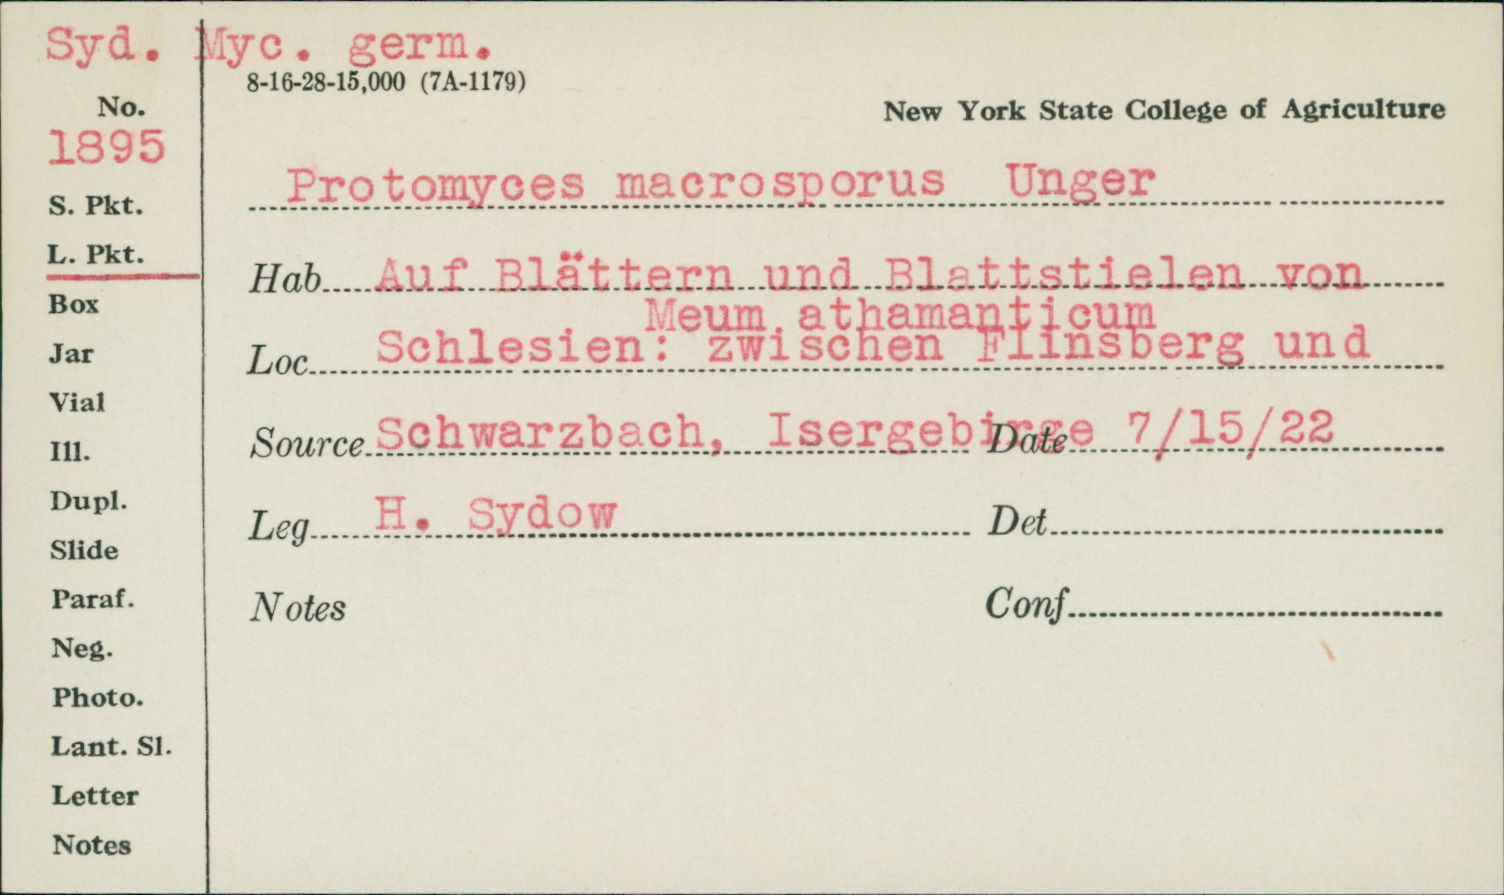 Syd. Myc. germ.
8-16-28-15,000 (7A-1179)
No.
1895
New York State College of Agriculture
Protomyces macrosporus Unger
S. Pkt.
L. Pkt.
Hab. Auf Blättern und Blattstielen von
Meum athamanticum
Box
Jar
Loc. Schlesien: zwischen Flinsberg und
Vial
Ill.
Source Schwarzbach, Isergebirge Date 7/15/22
Dupl.
Leg. H. Sydow Det.
Slide
Paraf.
Notes Conf.
Neg.
Photo.
Lant. Sl.
Letter
Notes